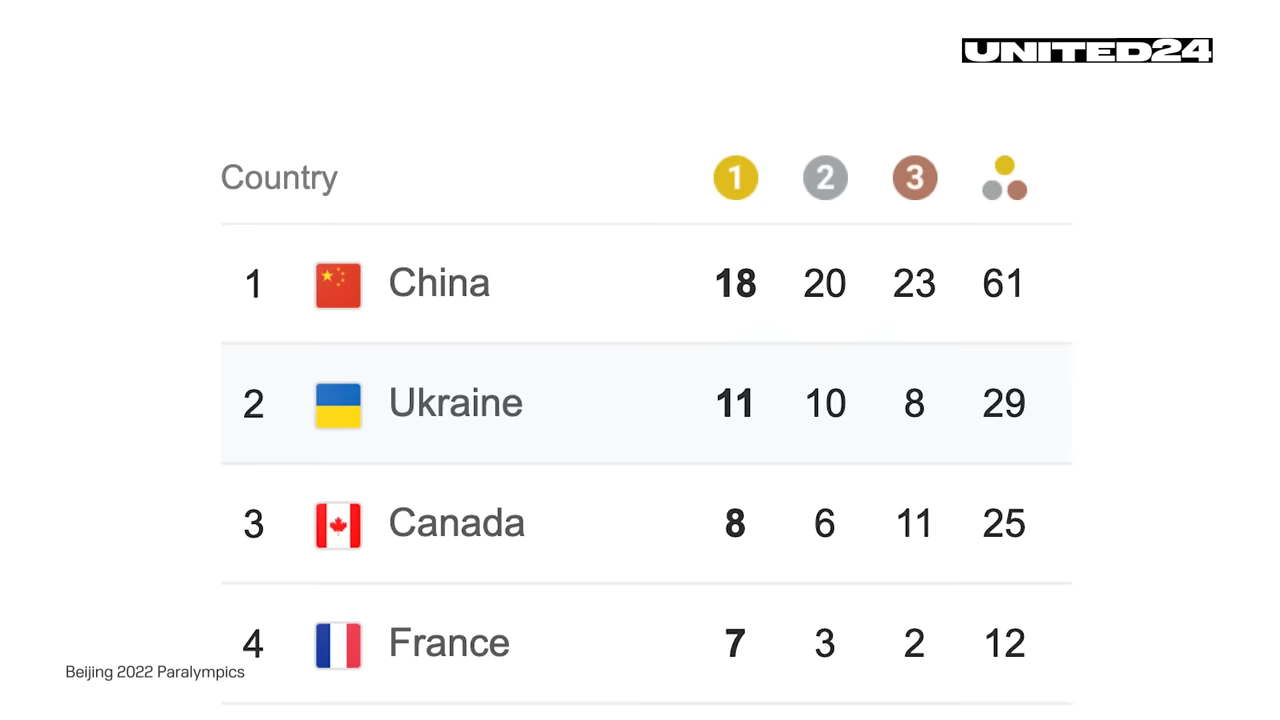 UNITED24
Country 1 2 3
1 China 18 20 23 61
2 Ukraine 11 10 8 29
3 Canada 8 6 11 25
4 France 7 3 2 12
Beijing 2022 Paralympics